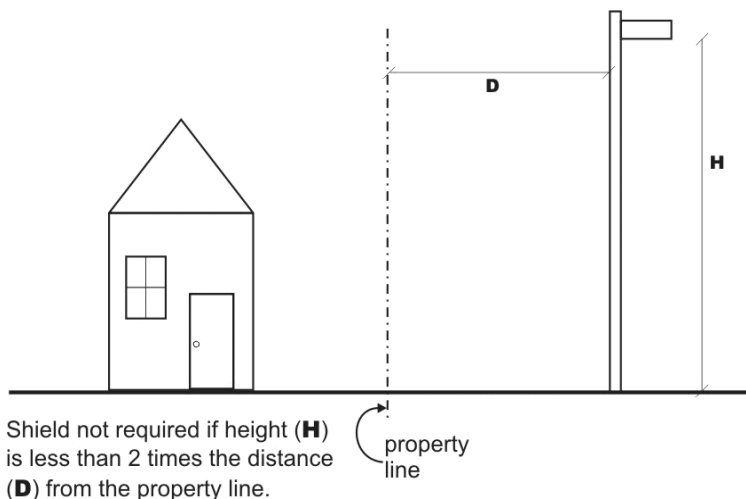 D
H
Shield not required if height (H)
is less than 2 times the distance
(D) from the property line.
property
line